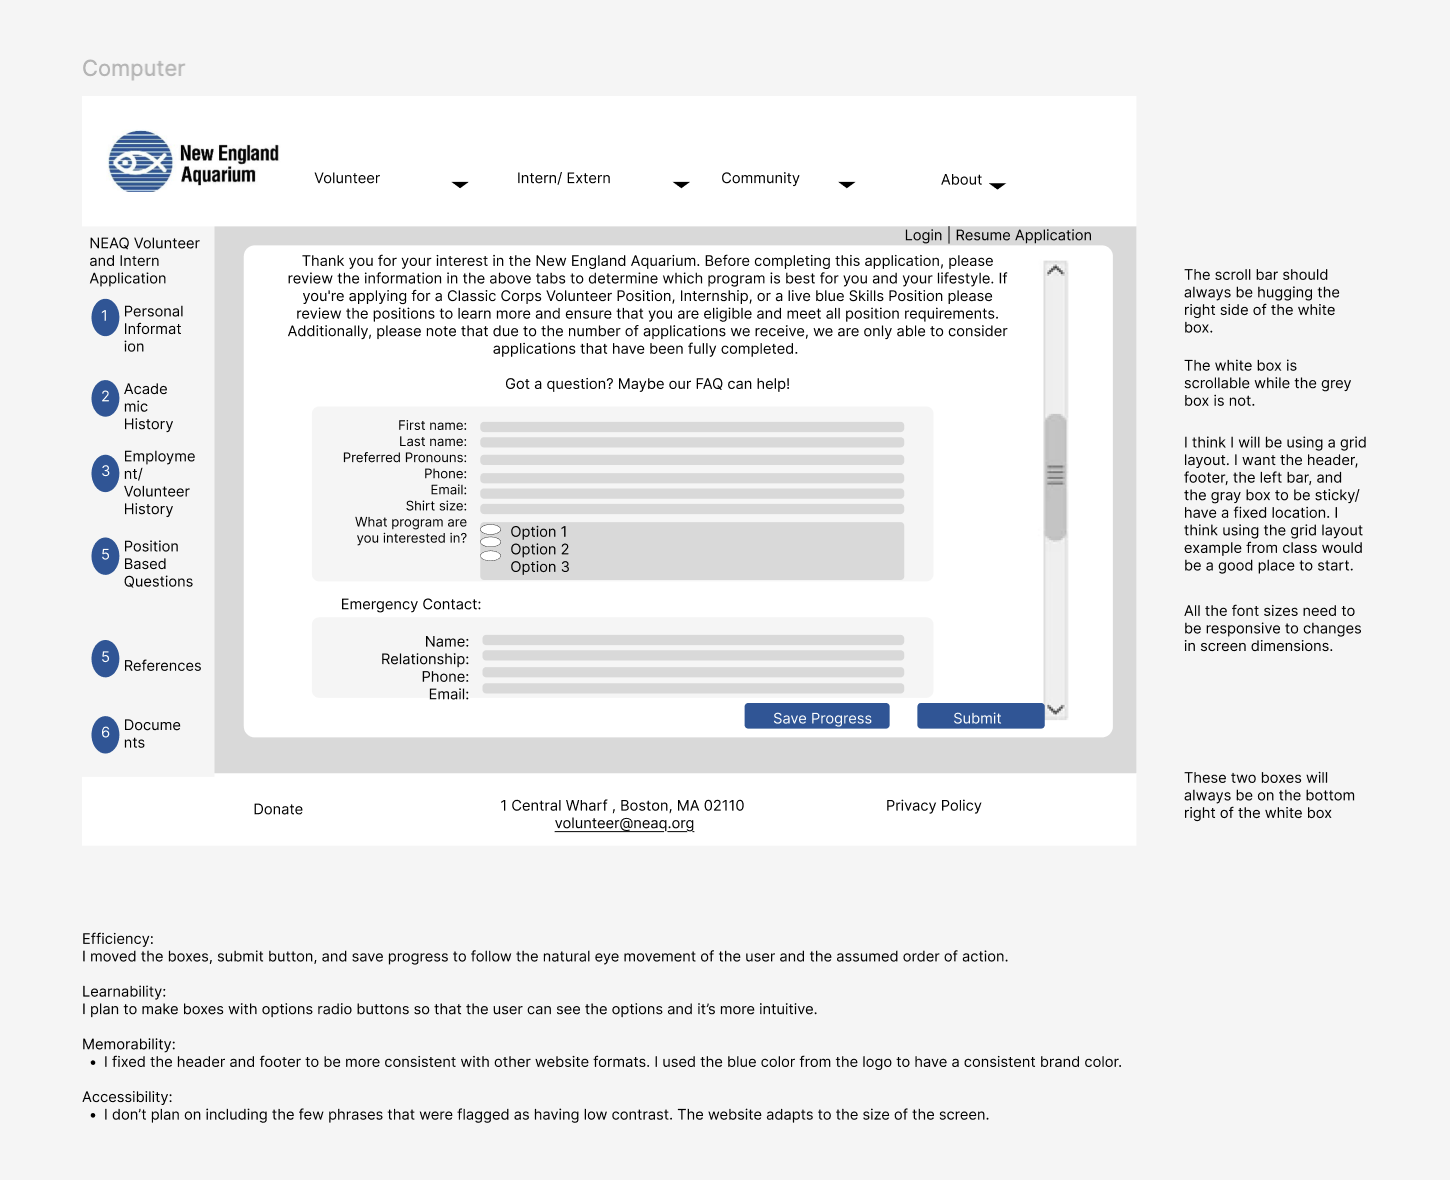 Computer
New England
Aquarium
Volunteer
Intern/ Extern
Community
About
Login | Resume Application
NEAQ Volunteer
and Intern
Application
1
Personal
Informat
ion
2
Acade
mic
History
3
Employme
nt/
Volunteer
History
5
Position
Based
Questions
5
References
6
Docume
nts
Thank you for your interest in the New England Aquarium. Before completing this application, please
review the information in the above tabs to determine which program is best for you and your lifestyle. If
you're applying for a Classic Corps Volunteer Position, Internship, or a live blue Skills Position please
review the positions to learn more and ensure that you are eligible and meet all position requirements.
Additionally, please note that due to the number of applications we receive, we are only able to consider
applications that have been fully completed.
Got a question? Maybe our FAQ can help!
First name:
Last name:
Preferred Pronouns:
Phone:
Email:
Shirt size:
What program are
you interested in?
Option 1
Option 2
Option 3
Emergency Contact:
Name:
Relationship:
Phone:
Email:
Save Progress
Submit
Donate
1 Central Wharf , Boston, MA 02110
volunteer@neaq.org
Privacy Policy
The scroll bar should
always be hugging the
right side of the white
box.
The white box is
scrollable while the grey
box is not.
I think I will be using a grid
layout. I want the header,
footer, the left bar, and
the gray box to be sticky/
have a fixed location. I
think using the grid layout
example from class would
be a good place to start.
All the font sizes need to
be responsive to changes
in screen dimensions.
These two boxes will
always be on the bottom
right of the white box
Efficiency:
I moved the boxes, submit button, and save progress to follow the natural eye movement of the user and the assumed order of action.
Learnability:
I plan to make boxes with options radio buttons so that the user can see the options and it’s more intuitive.
Memorability:
• I fixed the header and footer to be more consistent with other website formats. I used the blue color from the logo to have a consistent brand color.
Accessibility:
• I don’t plan on including the few phrases that were flagged as having low contrast. The website adapts to the size of the screen.